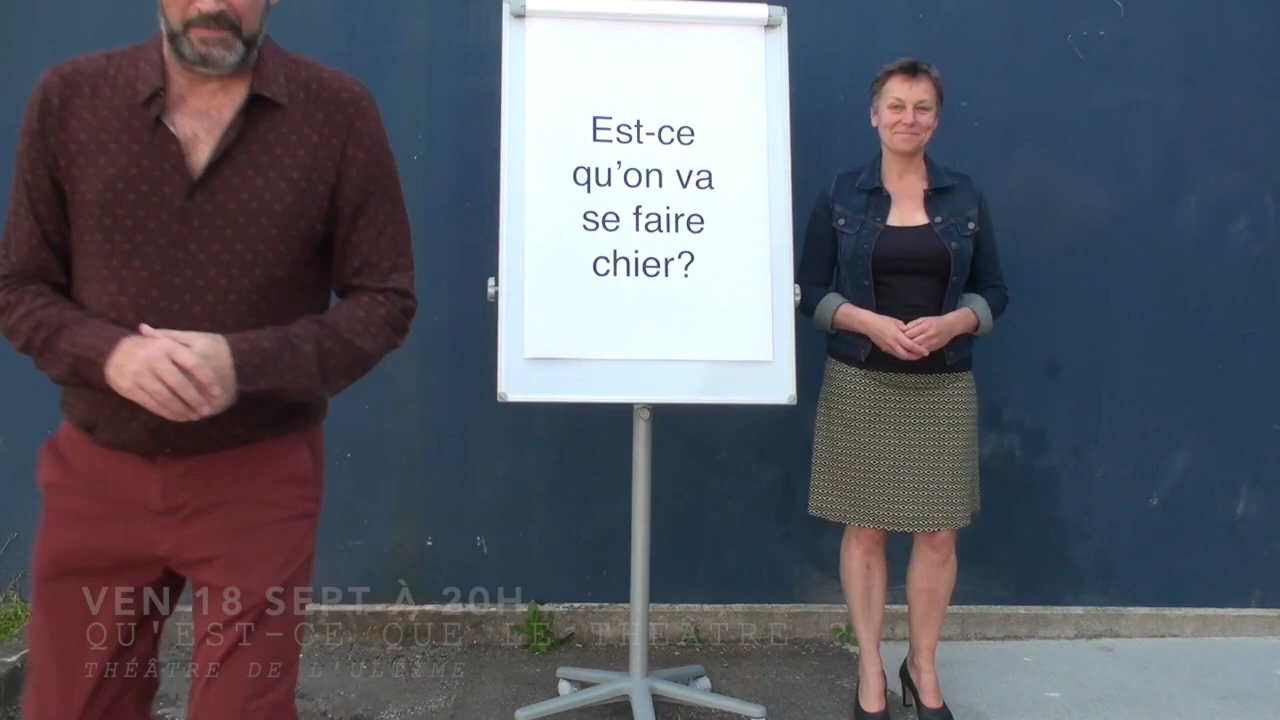 Est-ce
qu’on va
se faire
chier?
VEN 18 SEPT À 20H
QU'EST-CE QUE LE THÉÂTRE ?
THÉÂTRE DE L'ULTIME